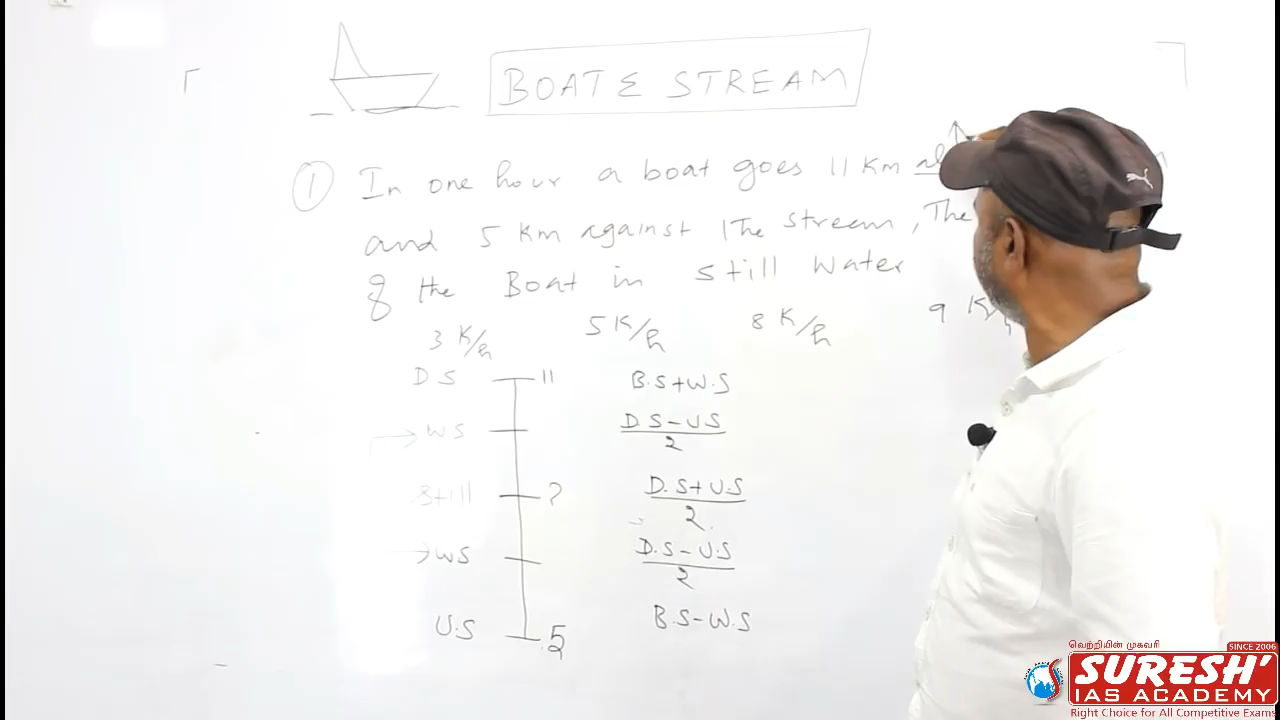 BOAT & STREAM
① In one hour a boat goes 11 Km
and 5 Km against the stream, The
of the Boat in still water
3 K/h 5 K/h 8 K/h 9
D S 11 B.S+W.S
→ W S D S - U S / 2
Still ? D.S+U.S / 2
→ W S D.S - U.S / 2
U.S 5 B.S - W.S
வெற்றியின் முகவரி
SINCE 2006
SURESH'
IAS ACADEMY
Right Choice for All Competitive Exams